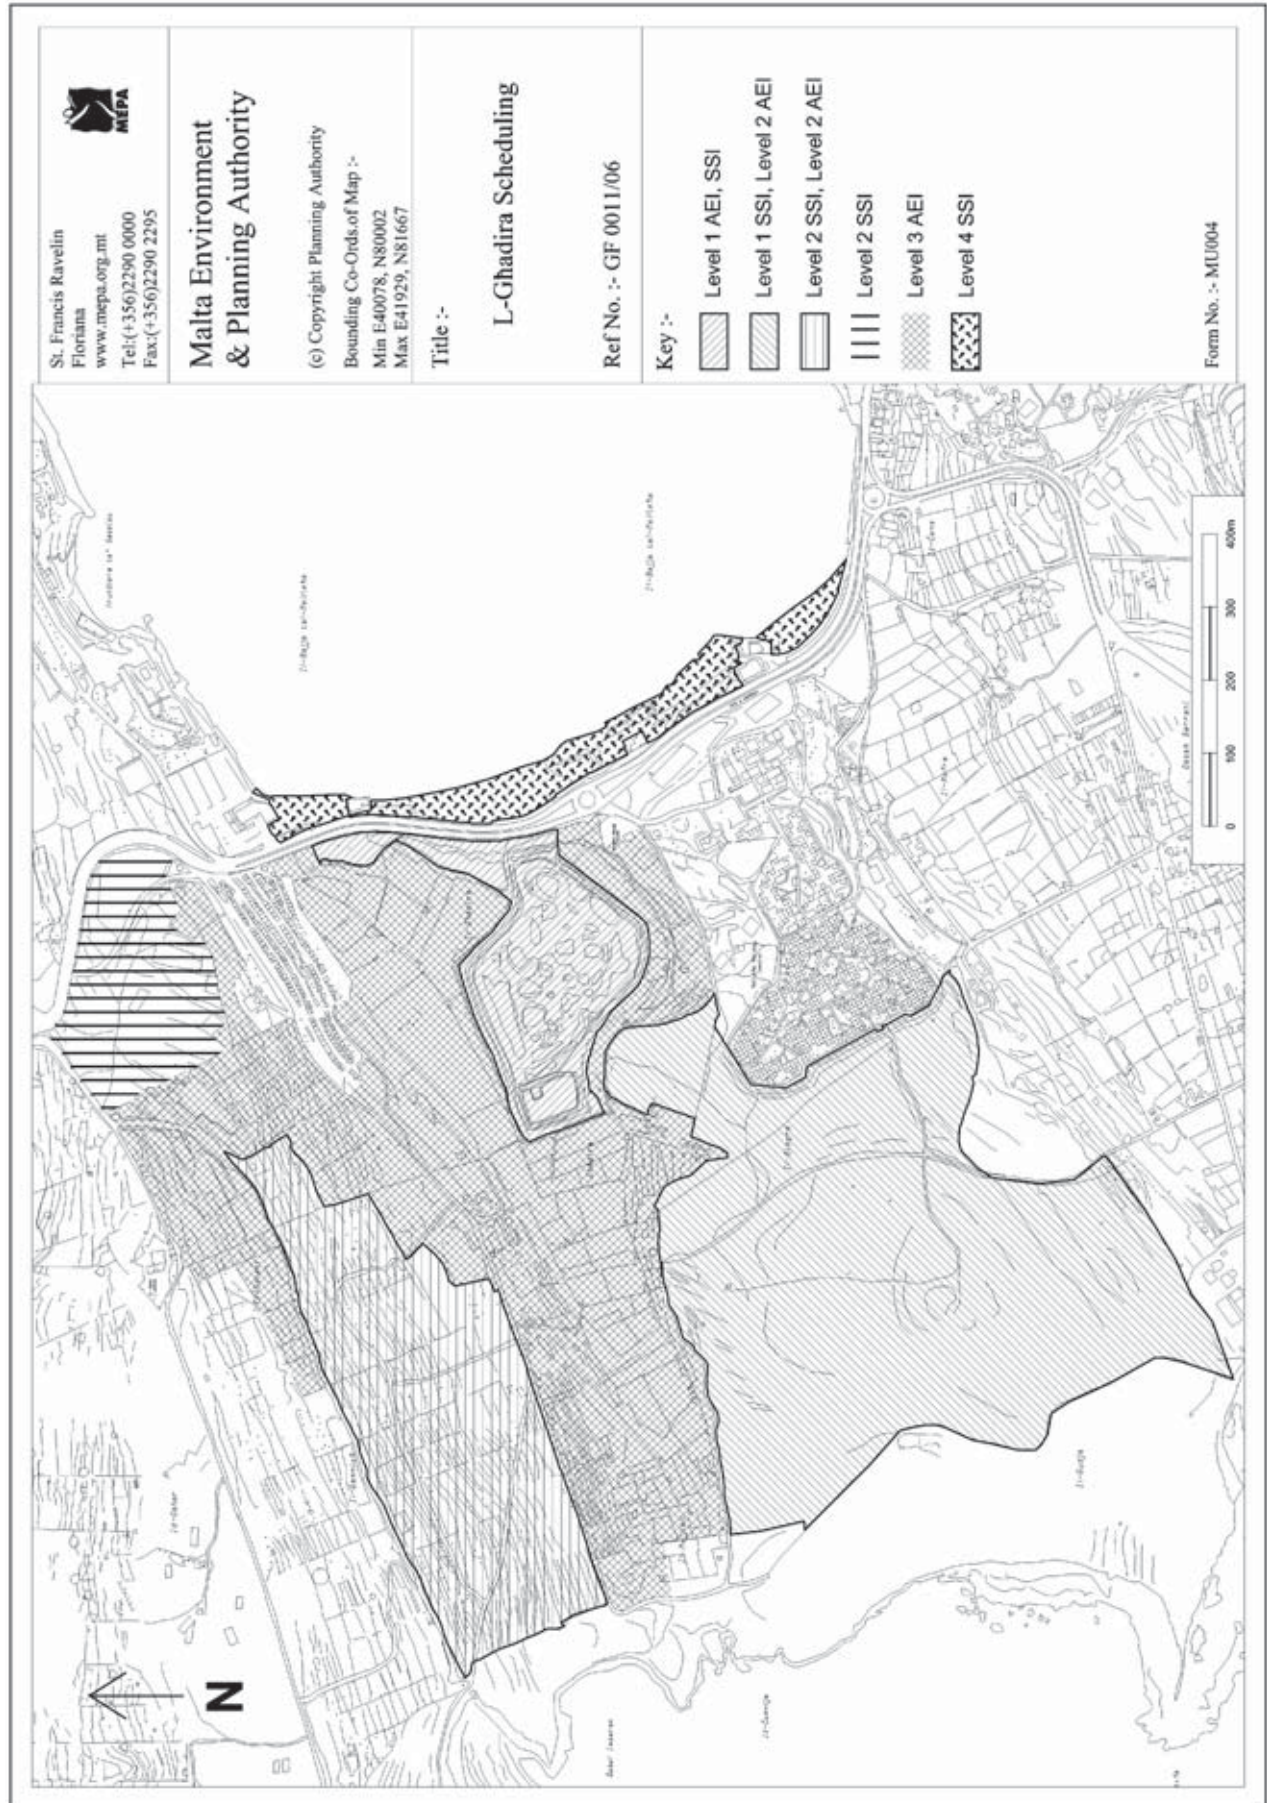 St. Francis Ravelin
Floriana
www.mepa.org.mt
Tel:(+356)2290 0000
Fax:(+356)2290 2295
MEPA
Malta Environment
& Planning Authority
(c) Copyright Planning Authority
Bounding Co-Ords.of Map :-
Min E40078, N80002
Max E41929, N81667
Title :-
L-Ghadira Scheduling
Ref No. :- GF 0011/06
Key :-
Level 1 AEI, SSI
Level 1 SSI, Level 2 AEI
Level 2 SSI, Level 2 AEI
Level 2 SSI
Level 3 AEI
Level 4 SSI
Form No. :- MU004
N
0
100
200
300
400m